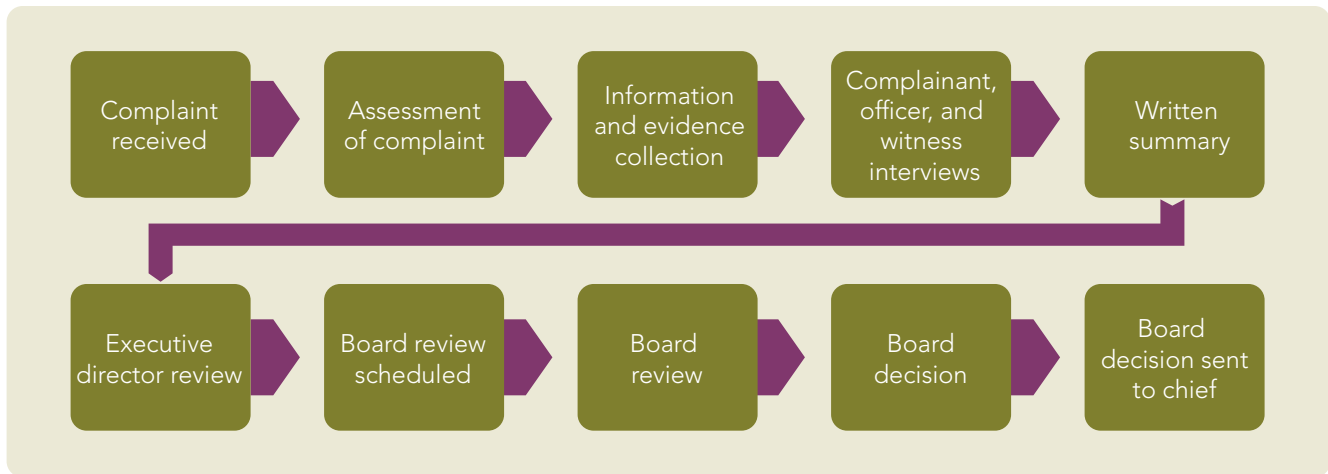 Complaint
received
Assessment
of complaint
Information
and evidence
collection
Complainant,
officer, and
witness
interviews
Written
summary
Executive
director review
Board review
scheduled
Board
review
Board
decision
Board
decision sent
to chief